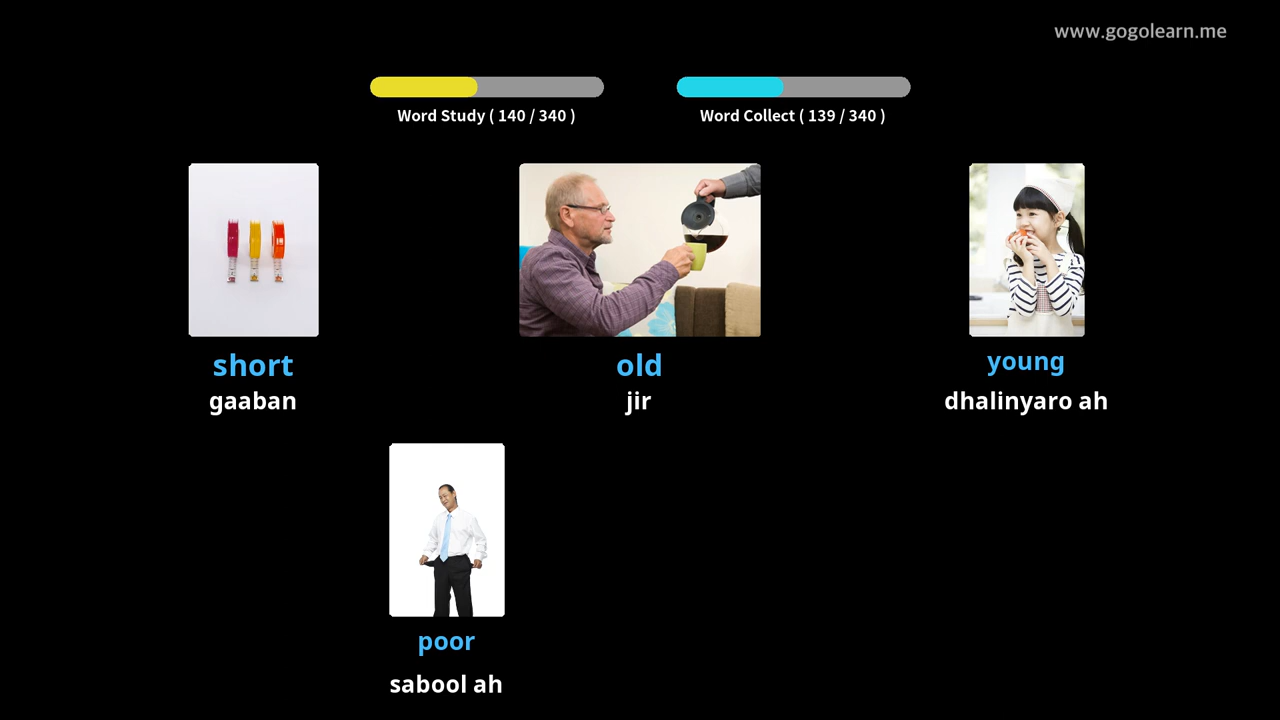 www.gogolearn.me
Word Study ( 140 / 340 )
Word Collect ( 139 / 340 )
short
gaaban
old
jir
young
dhalinyaro ah
poor
sabool ah